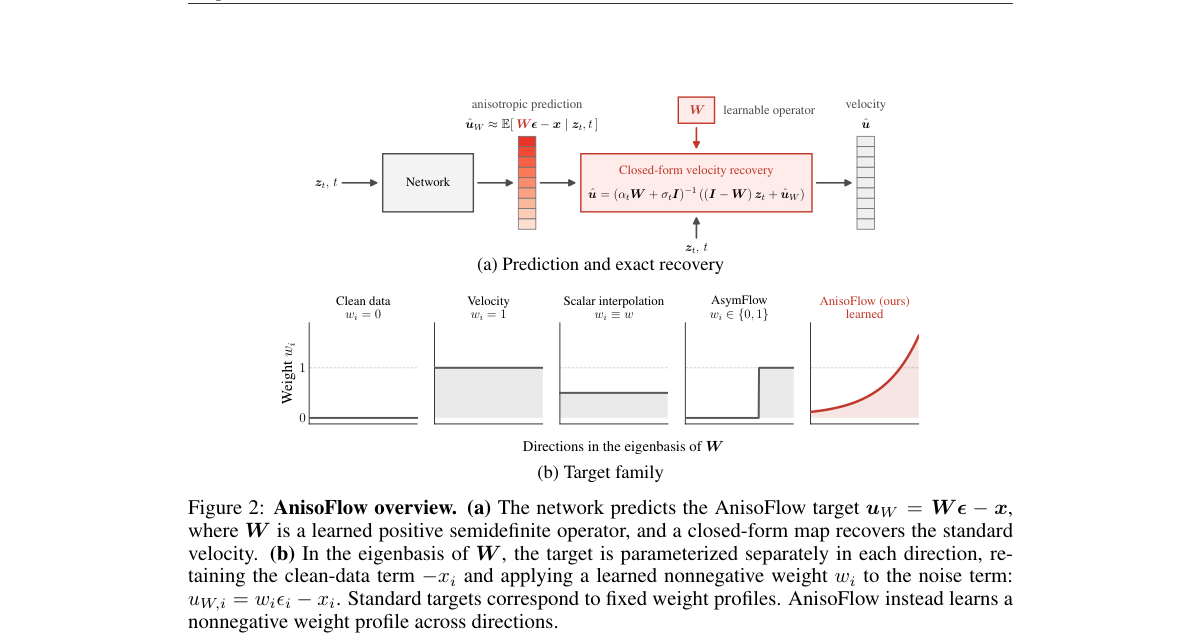 anisotropic prediction
û_W ≈ 𝔼[Wϵ − x | z_t, t]
W
learnable operator
velocity
û
z_t, t
Network
Closed-form velocity recovery
û = (α_t W + σ_t I)^{−1} ((I − W) z_t + û_W)
z_t, t
(a) Prediction and exact recovery
Clean data
w_i = 0
Velocity
w_i = 1
Scalar interpolation
w_i ≡ w
AsymFlow
w_i ∈ {0, 1}
AnisoFlow (ours)
learned
Weight w_i
1
0
Directions in the eigenbasis of W
(b) Target family
Figure 2: AnisoFlow overview. (a) The network predicts the AnisoFlow target u_W = Wϵ − x,
where W is a learned positive semidefinite operator, and a closed-form map recovers the standard
velocity. (b) In the eigenbasis of W, the target is parameterized separately in each direction, re-
taining the clean-data term −x_i and applying a learned nonnegative weight w_i to the noise term:
u_{W,i} = w_i ϵ_i − x_i. Standard targets correspond to fixed weight profiles. AnisoFlow instead learns a
nonnegative weight profile across directions.